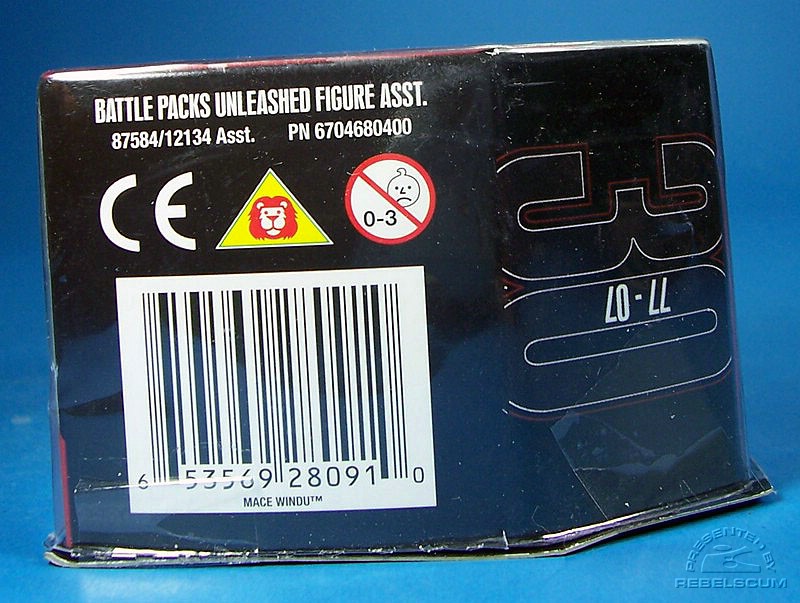 BATTLE PACKS UNLEASHED FIGURE ASST.
87584/12134 Asst. PN 6704680400
CE
0-3
6 53569 28091 0
MACE WINDU™
30
77 - 07
PRESENTED BY
REBELSCUM